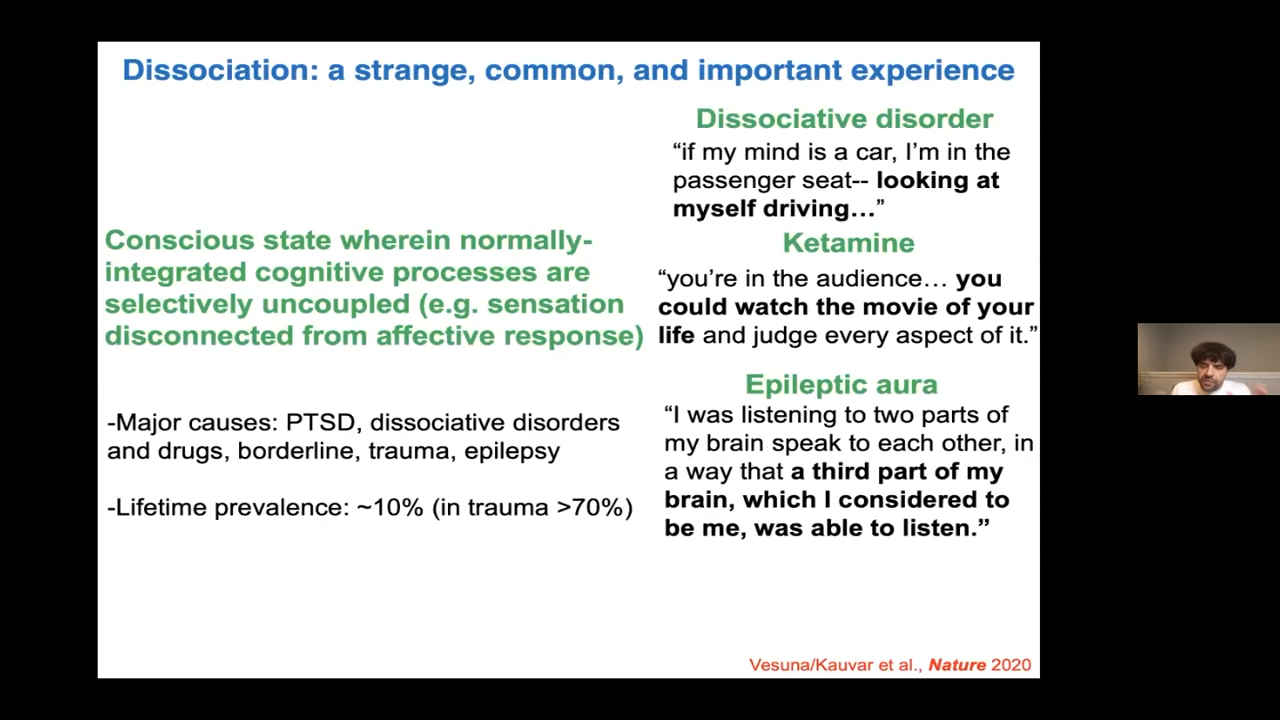 Dissociation: a strange, common, and important experience
Conscious state wherein normally-
integrated cognitive processes are
selectively uncoupled (e.g. sensation
disconnected from affective response)
-Major causes: PTSD, dissociative disorders
and drugs, borderline, trauma, epilepsy
-Lifetime prevalence: ~10% (in trauma >70%)
Dissociative disorder
“if my mind is a car, I’m in the
passenger seat-- looking at
myself driving…”
Ketamine
“you’re in the audience… you
could watch the movie of your
life and judge every aspect of it.”
Epileptic aura
“I was listening to two parts of
my brain speak to each other, in
a way that a third part of my
brain, which I considered to
be me, was able to listen.”
Vesuna/Kauvar et al., Nature 2020